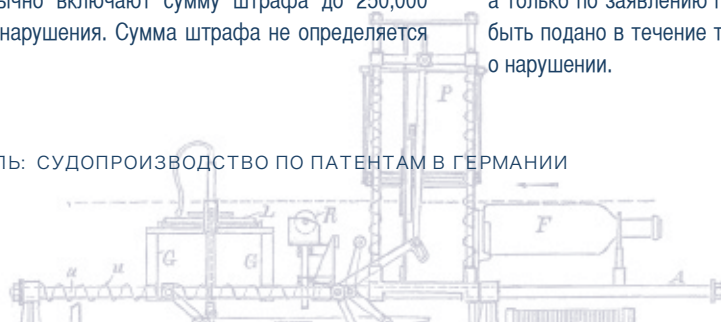 ычно включают сумму штрафа до 250,000
нарушения. Сумма штрафа не определяется
а только по заявлению
быть подано в течение
о нарушении.
ЛЬ: СУДОПРОИЗВОДСТВО ПО ПАТЕНТАМ В ГЕРМАНИИ
P
L
R
F
G
G
u
u
A